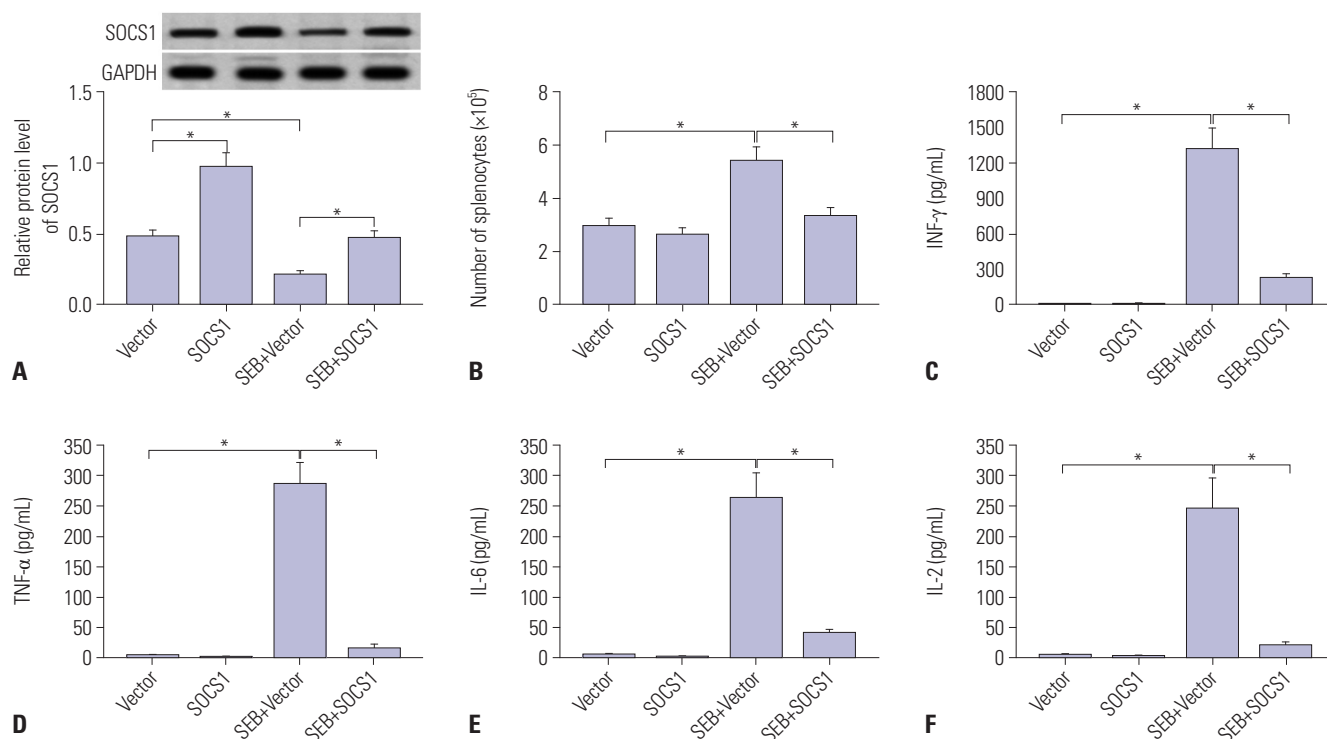 SOCS1
GAPDH
Relative protein level
of SOCS1
1.5
1.0
0.5
0.0
*
*
*
Vector
SOCS1
SEB+Vector
SEB+SOCS1
A
Number of splenocytes (×10⁵)
8
6
4
2
0
*
*
Vector
SOCS1
SEB+Vector
SEB+SOCS1
B
INF-γ (pg/mL)
1800
1500
1200
900
600
300
0
*
*
Vector
SOCS1
SEB+Vector
SEB+SOCS1
C
TNF-α (pg/mL)
350
300
250
200
150
100
50
0
*
*
Vector
SOCS1
SEB+Vector
SEB+SOCS1
D
IL-6 (pg/mL)
350
300
250
200
150
100
50
0
*
*
Vector
SOCS1
SEB+Vector
SEB+SOCS1
E
IL-2 (pg/mL)
350
300
250
200
150
100
50
0
*
*
Vector
SOCS1
SEB+Vector
SEB+SOCS1
F